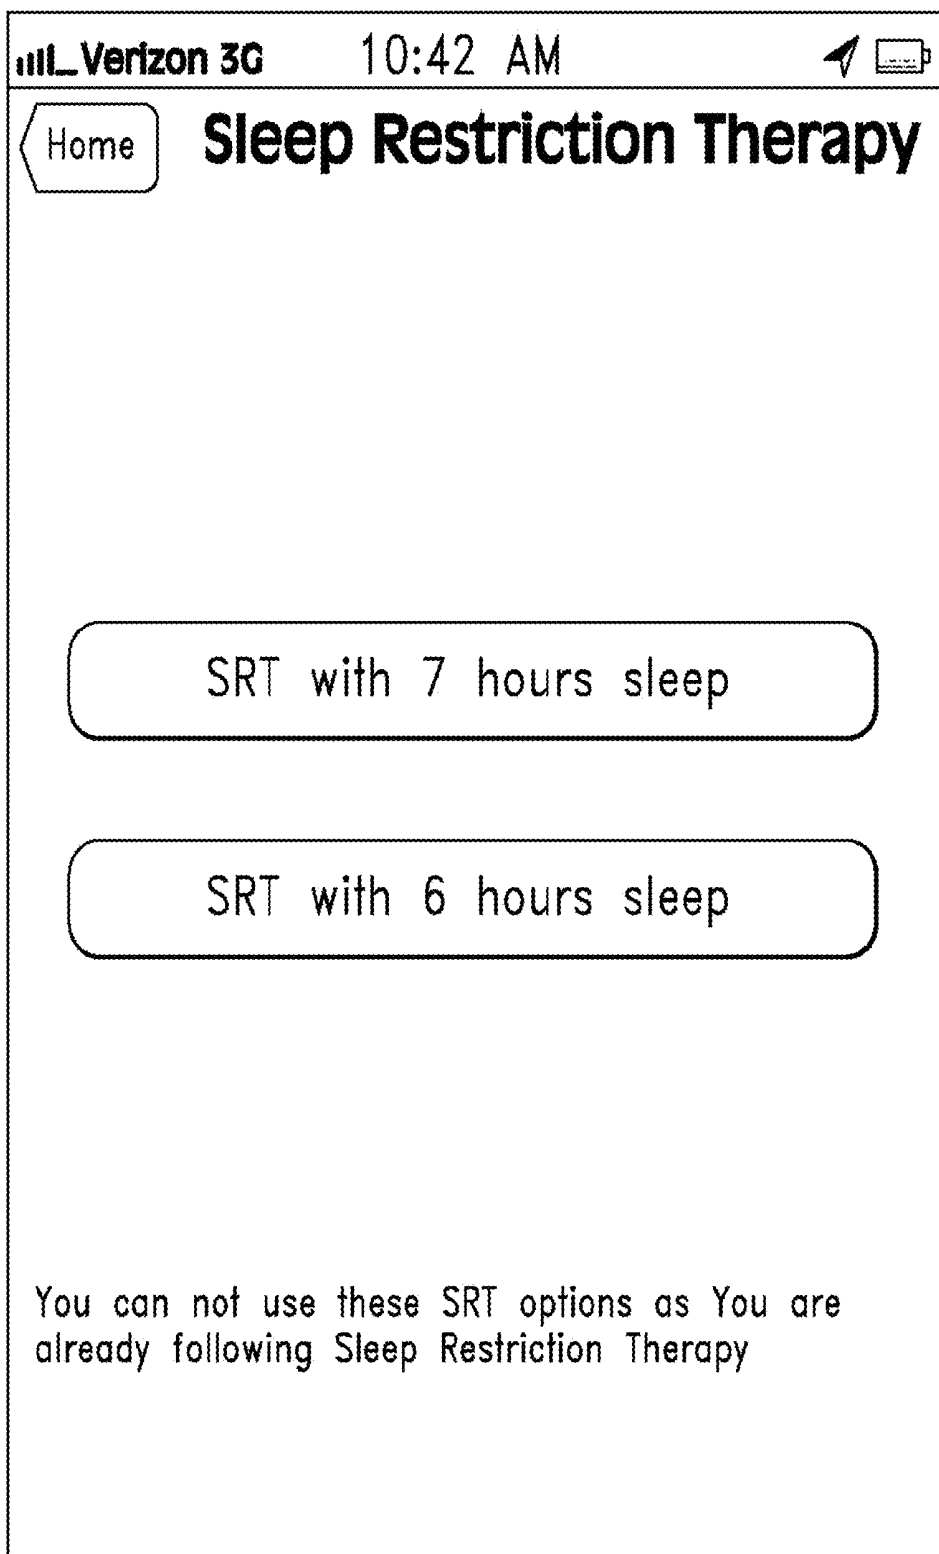 Verizon 3G 10:42 AM
Home Sleep Restriction Therapy
SRT with 7 hours sleep
SRT with 6 hours sleep
You can not use these SRT options as You are
already following Sleep Restriction Therapy